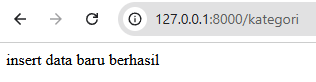 127.0.0.1:8000/kategori
insert data baru berhasil